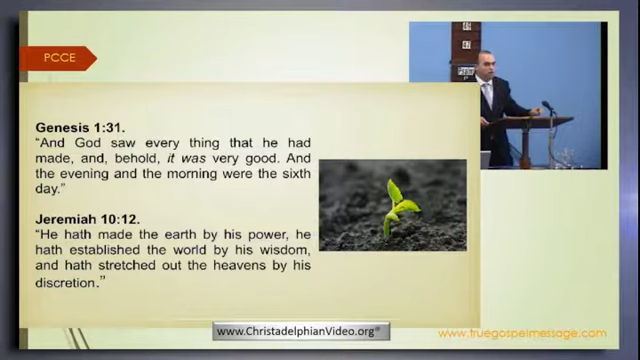 PCCE
49
47
Genesis 1:31.
“And God saw every thing that he had
made, and, behold, it was very good. And
the evening and the morning were the sixth
day.”
Jeremiah 10:12.
“He hath made the earth by his power, he
hath established the world by his wisdom,
and hath stretched out the heavens by his
discretion.”
www.ChristadelphianVideo.org®
www.truegospelmessage.com